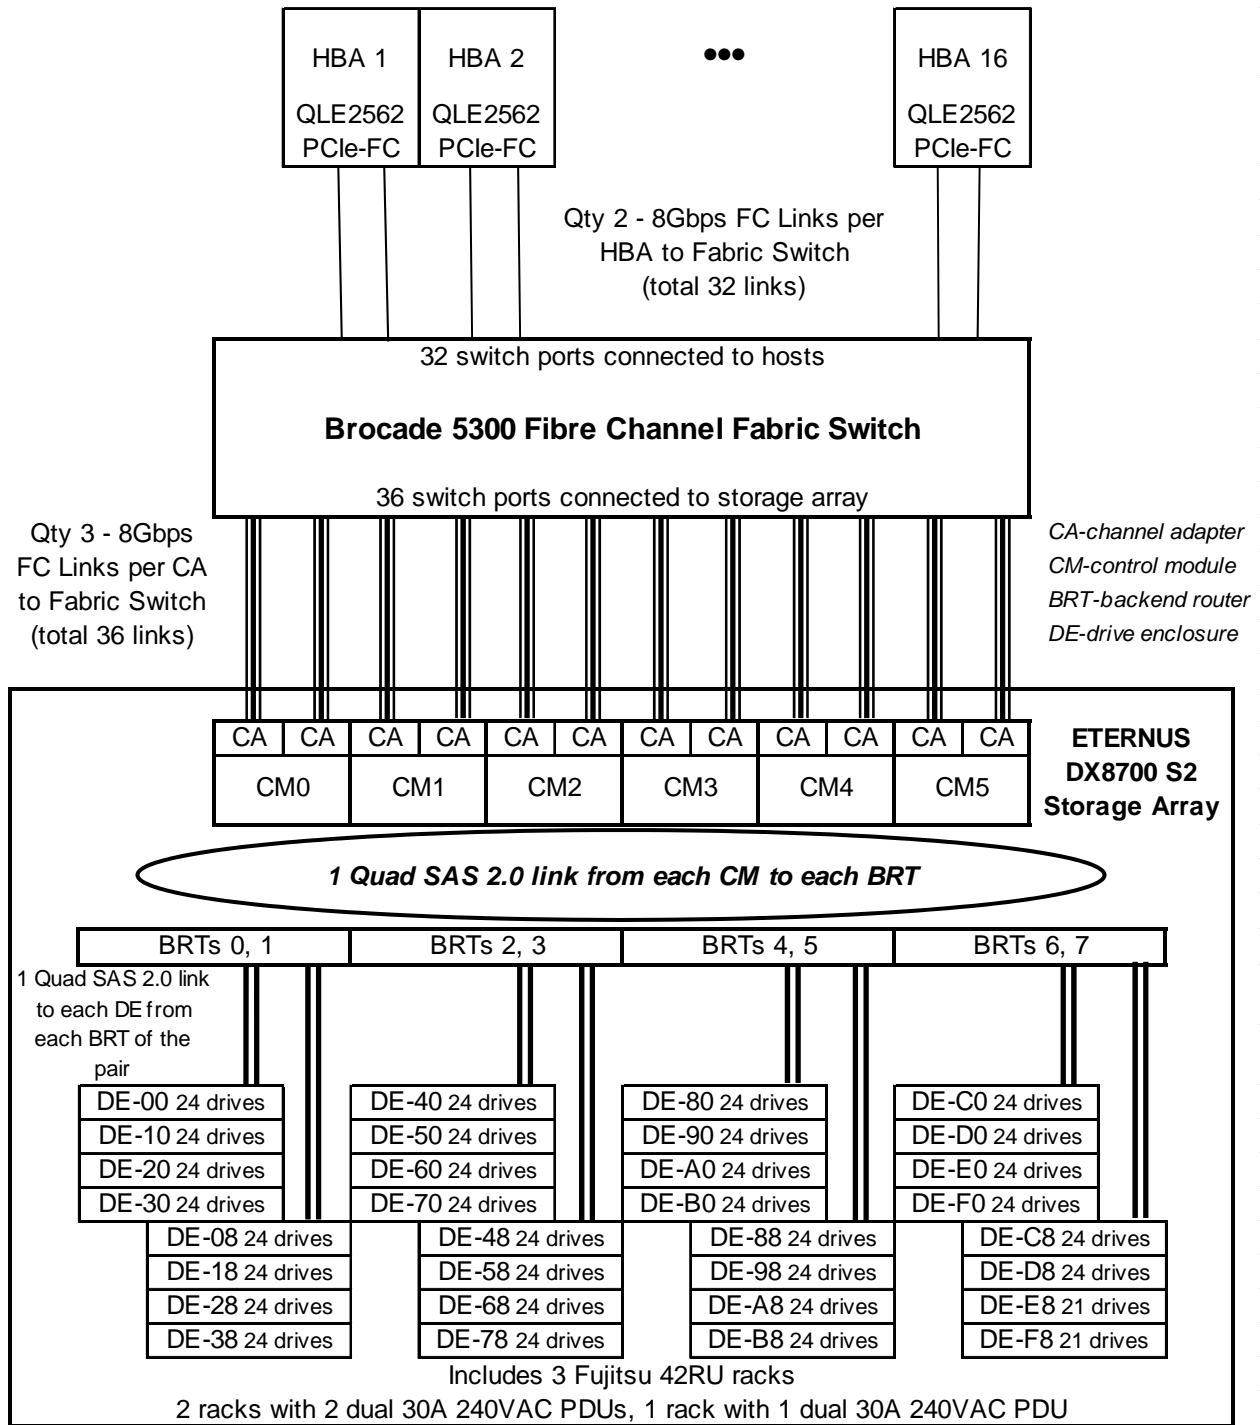 HBA 1
QLE2562
PCIe-FC
HBA 2
QLE2562
PCIe-FC
•••
HBA 16
QLE2562
PCIe-FC
Qty 2 - 8Gbps FC Links per
HBA to Fabric Switch
(total 32 links)
32 switch ports connected to hosts
Brocade 5300 Fibre Channel Fabric Switch
36 switch ports connected to storage array
Qty 3 - 8Gbps
FC Links per CA
to Fabric Switch
(total 36 links)
CA-channel adapter
CM-control module
BRT-backend router
DE-drive enclosure
CA CA CA CA CA CA CA CA CA CA CA CA
CM0 CM1 CM2 CM3 CM4 CM5
ETERNUS
DX8700 S2
Storage Array
1 Quad SAS 2.0 link from each CM to each BRT
BRTs 0, 1 BRTs 2, 3 BRTs 4, 5 BRTs 6, 7
1 Quad SAS 2.0 link
to each DE from
each BRT of the
pair
DE-00 24 drives DE-40 24 drives DE-80 24 drives DE-C0 24 drives
DE-10 24 drives DE-50 24 drives DE-90 24 drives DE-D0 24 drives
DE-20 24 drives DE-60 24 drives DE-A0 24 drives DE-E0 24 drives
DE-30 24 drives DE-70 24 drives DE-B0 24 drives DE-F0 24 drives
DE-08 24 drives DE-48 24 drives DE-88 24 drives DE-C8 24 drives
DE-18 24 drives DE-58 24 drives DE-98 24 drives DE-D8 24 drives
DE-28 24 drives DE-68 24 drives DE-A8 24 drives DE-E8 21 drives
DE-38 24 drives DE-78 24 drives DE-B8 24 drives DE-F8 21 drives
Includes 3 Fujitsu 42RU racks
2 racks with 2 dual 30A 240VAC PDUs, 1 rack with 1 dual 30A 240VAC PDU